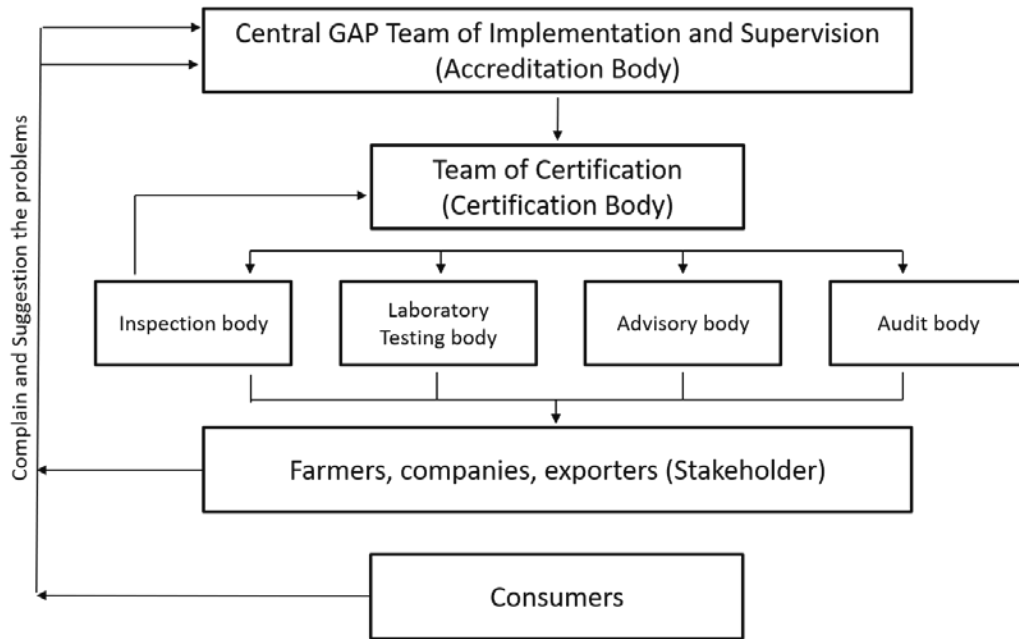 Central GAP Team of Implementation and Supervision
(Accreditation Body)
Team of Certification
(Certification Body)
Inspection body
Laboratory
Testing body
Advisory body
Audit body
Farmers, companies, exporters (Stakeholder)
Consumers
Complain and Suggestion the problems